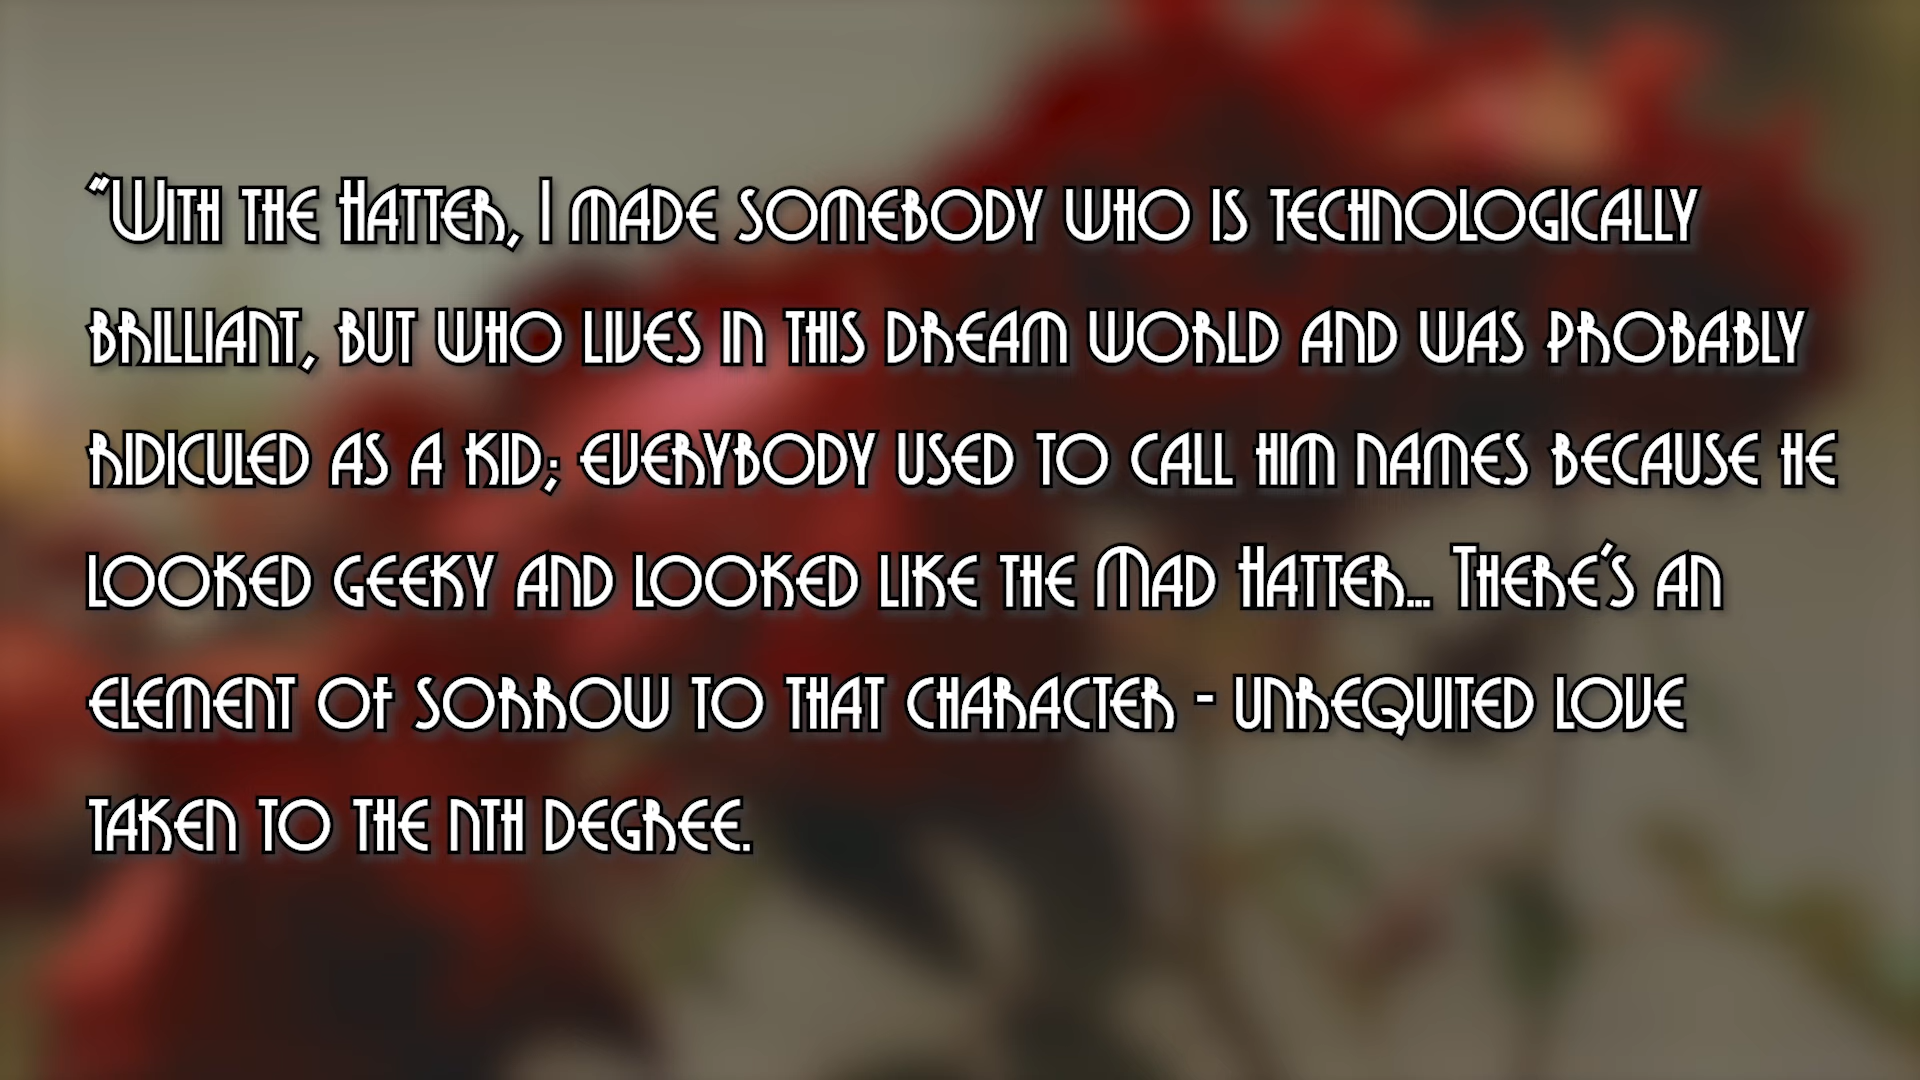 "With the Hatter, I made somebody who is technologically
brilliant, but who lives in this dream world and was probably
ridiculed as a kid; everybody used to call him names because he
looked geeky and looked like the Mad Hatter... There's an
element of sorrow to that character - unrequited love
taken to the nth degree.